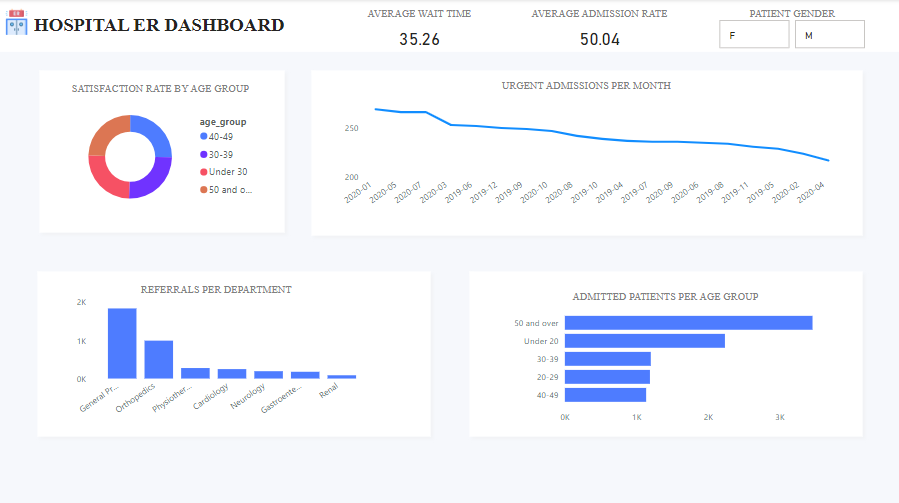 HOSPITAL ER DASHBOARD
AVERAGE WAIT TIME
35.26
AVERAGE ADMISSION RATE
50.04
PATIENT GENDER
F
M
SATISFACTION RATE BY AGE GROUP
age_group
40-49
30-39
Under 30
50 and o...
URGENT ADMISSIONS PER MONTH
250
200
2020-01
2020-05
2020-07
2020-03
2019-06
2019-12
2019-09
2020-10
2020-08
2019-10
2019-04
2019-07
2020-09
2020-06
2019-08
2019-11
2019-05
2020-02
2020-04
REFERRALS PER DEPARTMENT
2K
1K
0K
General Pr...
Orthopedics
Physiother...
Cardiology
Neurology
Gastroente...
Renal
ADMITTED PATIENTS PER AGE GROUP
50 and over
Under 20
30-39
20-29
40-49
0K
1K
2K
3K